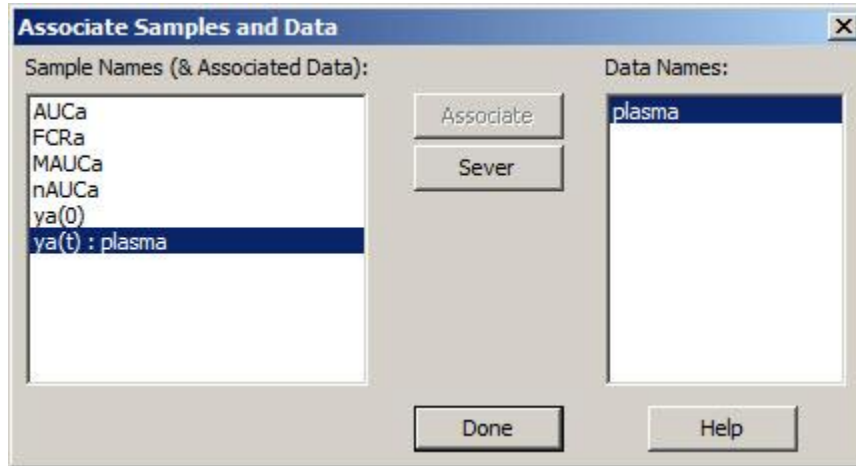 Associate Samples and Data
Sample Names (& Associated Data):
Data Names:
AUCa
FCRa
MAUCa
nAUCa
ya(0)
ya(t) : plasma
Associate
Sever
plasma
Done
Help